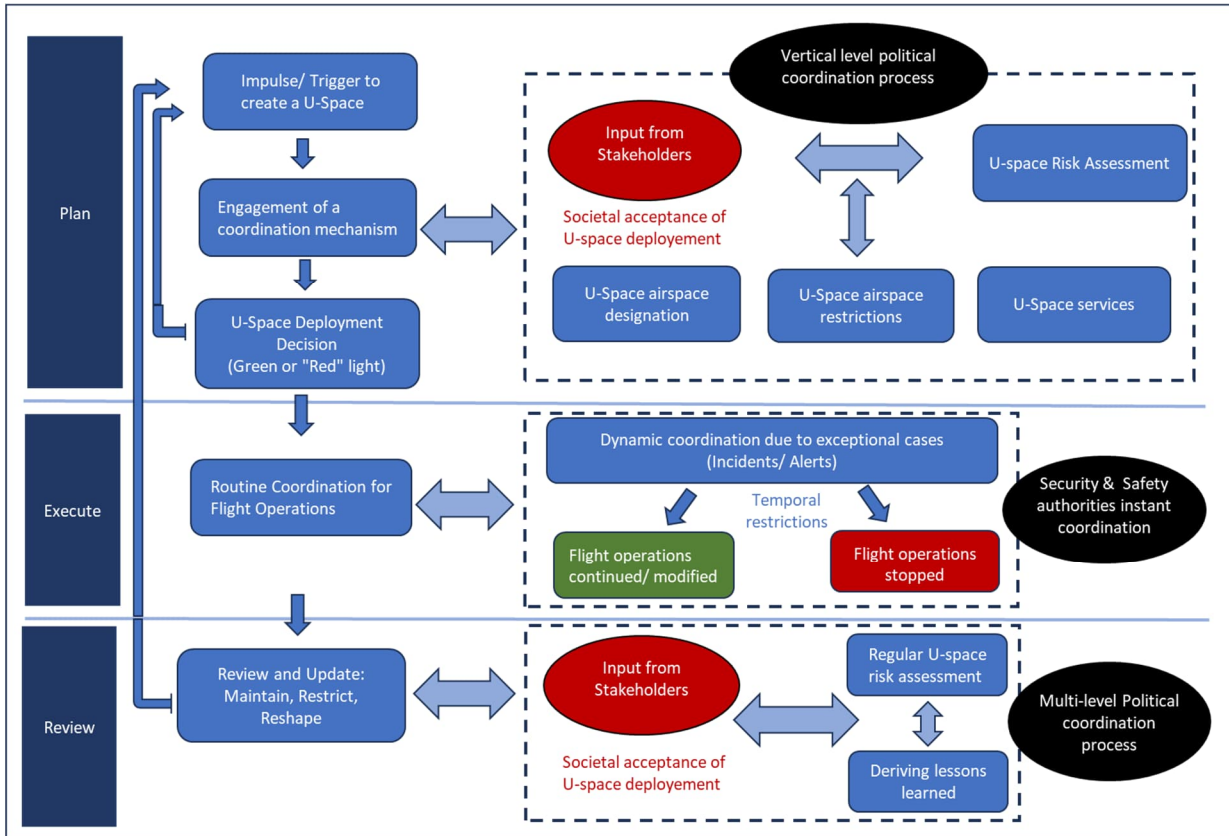 Plan
Impulse/ Trigger to
create a U-Space
Engagement of a
coordination mechanism
U-Space Deployment
Decision
(Green or "Red" light)
Vertical level political
coordination process
Input from
Stakeholders
Societal acceptance of
U-space deployement
U-space Risk Assessment
U-Space airspace
designation
U-Space airspace
restrictions
U-Space services
Execute
Routine Coordination for
Flight Operations
Dynamic coordination due to exceptional cases
(Incidents/ Alerts)
Temporal
restrictions
Flight operations
continued/ modified
Flight operations
stopped
Security & Safety
authorities instant
coordination
Review
Review and Update:
Maintain, Restrict,
Reshape
Input from
Stakeholders
Societal acceptance of
U-space deployement
Regular U-space
risk assessment
Deriving lessons
learned
Multi-level Political
coordination
process